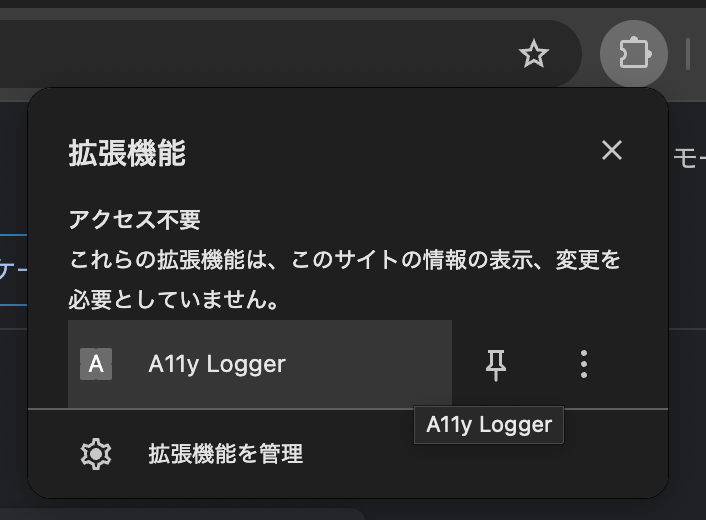 拡張機能
モー
アクセス不要
これらの拡張機能は、このサイトの情報の表示、変更を
必要としていません。
ケー
A A11y Logger
A11y Logger
拡張機能を管理